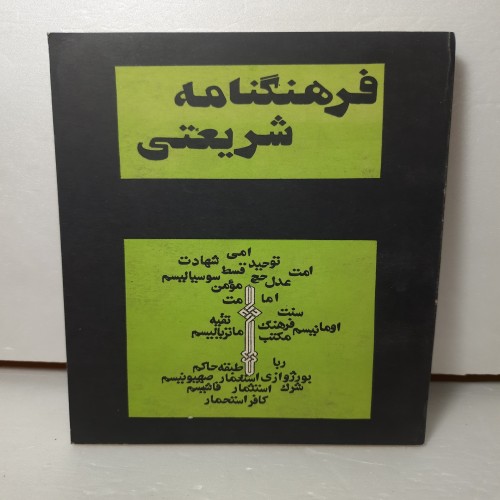 فرهنگنامه
شریعتی
امی
توحید شهادت
امت قسط سوسیالیسم
عدل حج
مؤمن
امامت
سنت
تقیه
اومانیسم فرهنگ ماتریالیسم
مکتب
ربا طبقه حاکم
بورژوازی استعمار صهیونیسم
شرک استثمار فاشیسم
کافر استحمار